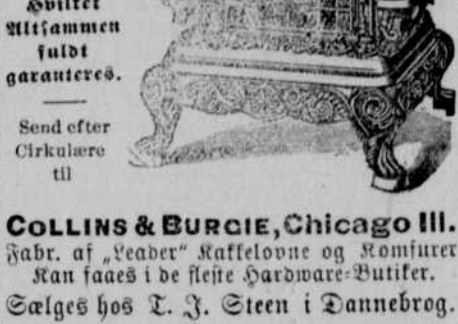 Hvilket
Altsammen
fuldt
garanteres.
Send efter
Cirkulære
til
COLLINS & BURGIE, Chicago Ill.
Fabr. af „Leader“ Kakkelovne og Komfurer
Kan faaes i de fleste Hardware-Butiker.
Sælges hos T. J. Steen i Dannebrog.